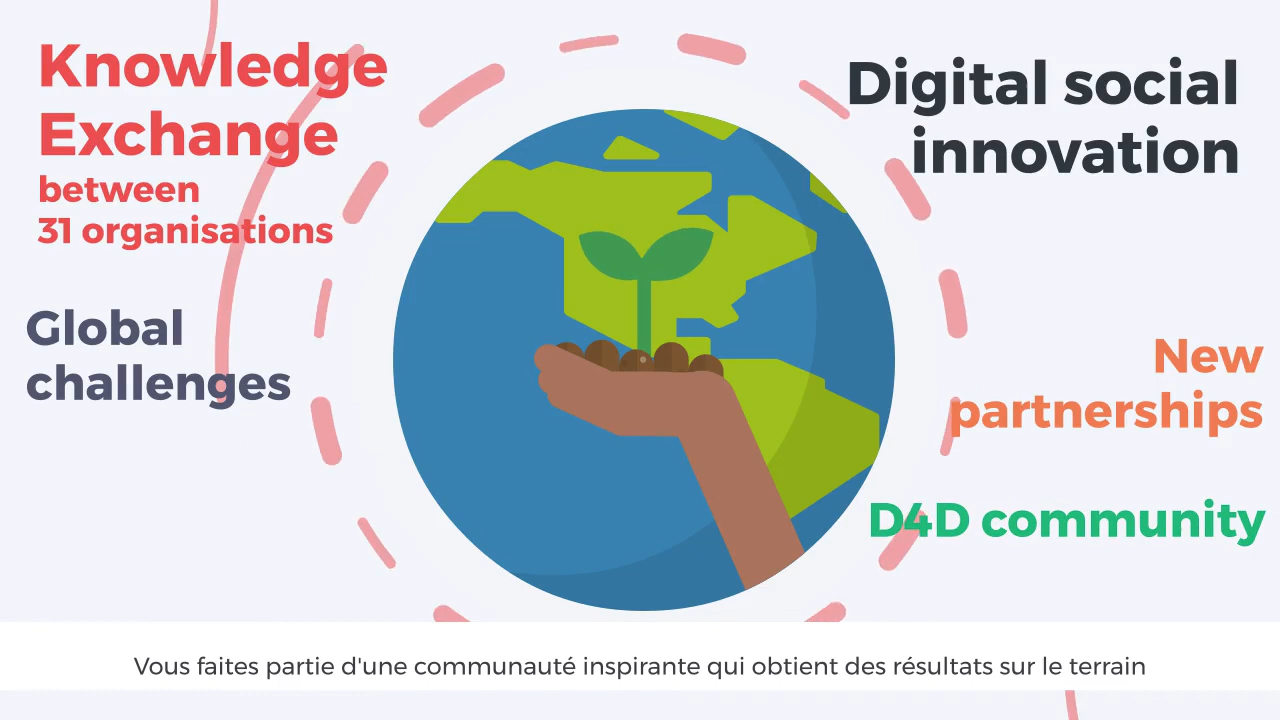 Knowledge
Exchange
between
31 organisations
Digital social
innovation
Global
challenges
New
partnerships
D4D community
Vous faites partie d'une communauté inspirante qui obtient des résultats sur le terrain